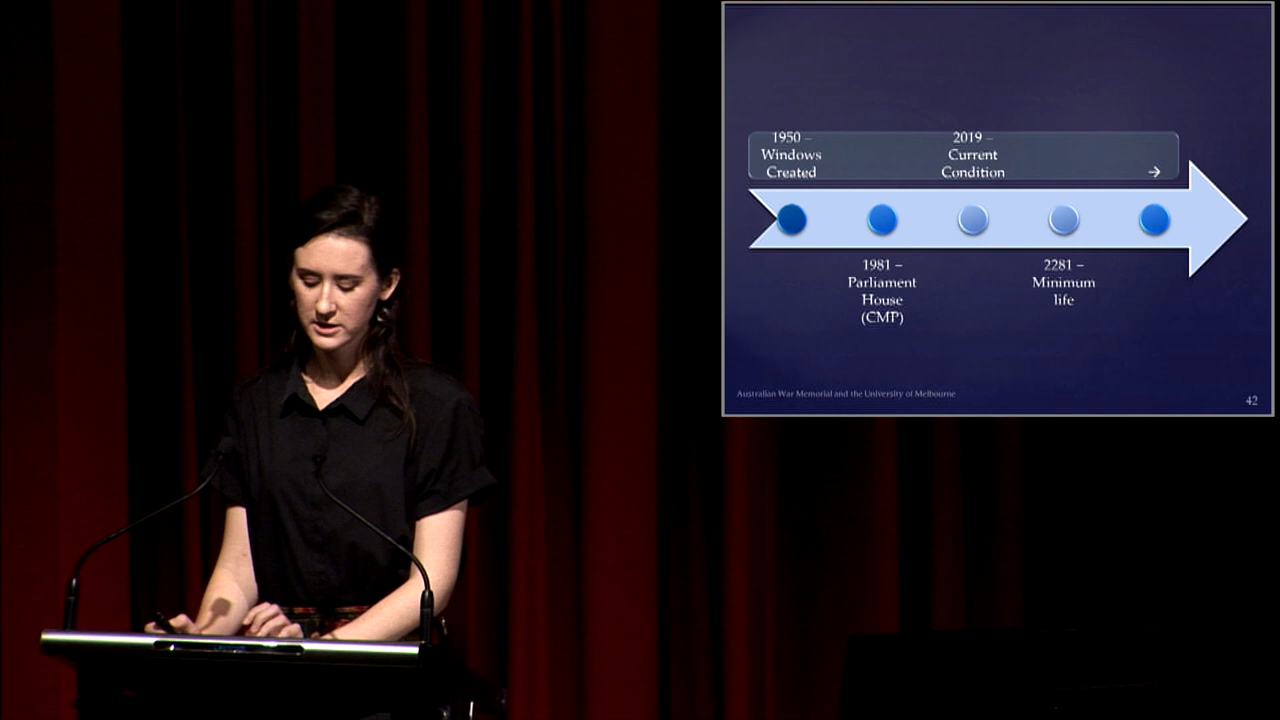 1950 –
Windows
Created
2019 –
Current
Condition
→
1981 –
Parliament
House
(CMP)
2281 –
Minimum
life
Australian War Memorial and the University of Melbourne
42